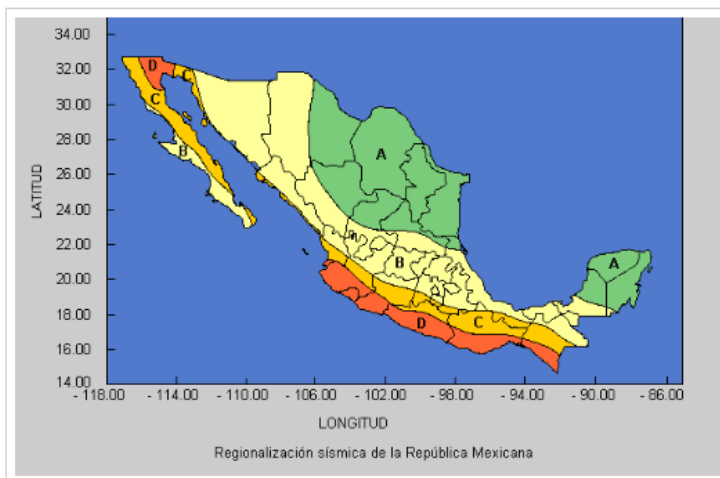 34.00
32.00
30.00
28.00
26.00
24.00
22.00
20.00
18.00
16.00
14.00
LATITUD
D
C
C
B
A
B
A
D
C
- 118.00 - 114.00 - 110.00 - 106.00 - 102.00 - 98.00 - 94.00 - 90.00 - 86.00
LONGITUD
Regionalización sísmica de la República Mexicana